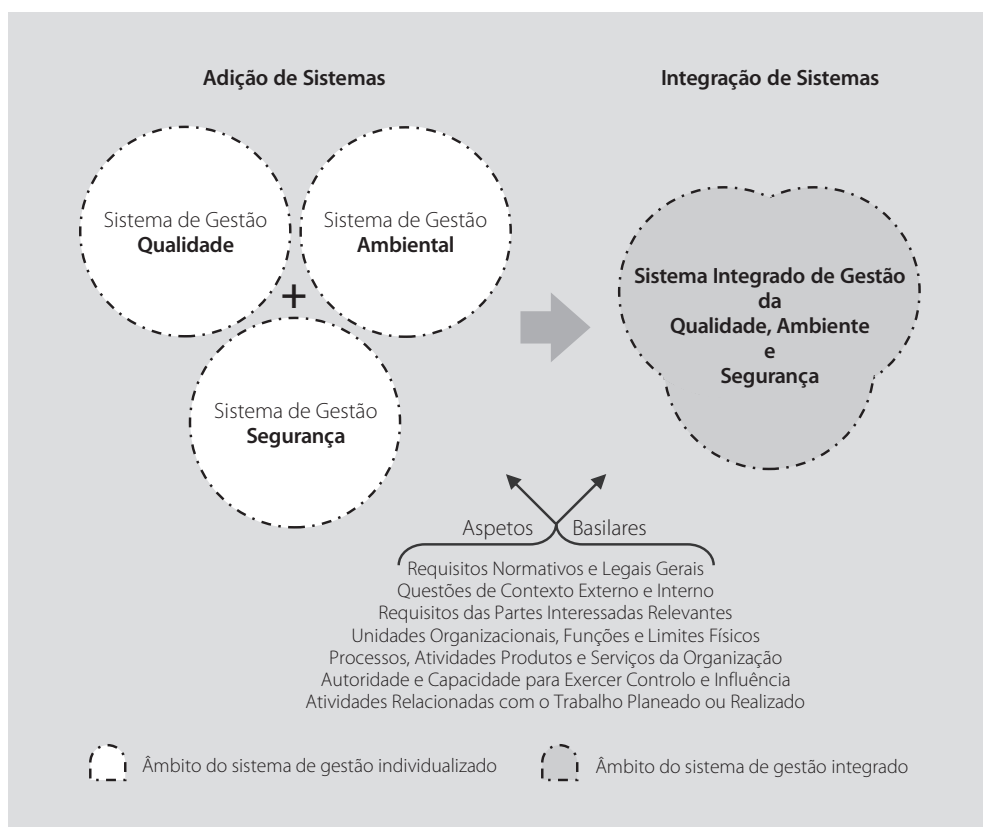 Adição de Sistemas
Integração de Sistemas
Sistema de Gestão
Qualidade
Sistema de Gestão
Ambiental
+
Sistema de Gestão
Segurança
Sistema Integrado de Gestão
da
Qualidade, Ambiente
e
Segurança
Aspetos Basilares
Requisitos Normativos e Legais Gerais
Questões de Contexto Externo e Interno
Requisitos das Partes Interessadas Relevantes
Unidades Organizacionais, Funções e Limites Físicos
Processos, Atividades Produtos e Serviços da Organização
Autoridade e Capacidade para Exercer Controlo e Influência
Atividades Relacionadas com o Trabalho Planeado ou Realizado
Âmbito do sistema de gestão individualizado
Âmbito do sistema de gestão integrado